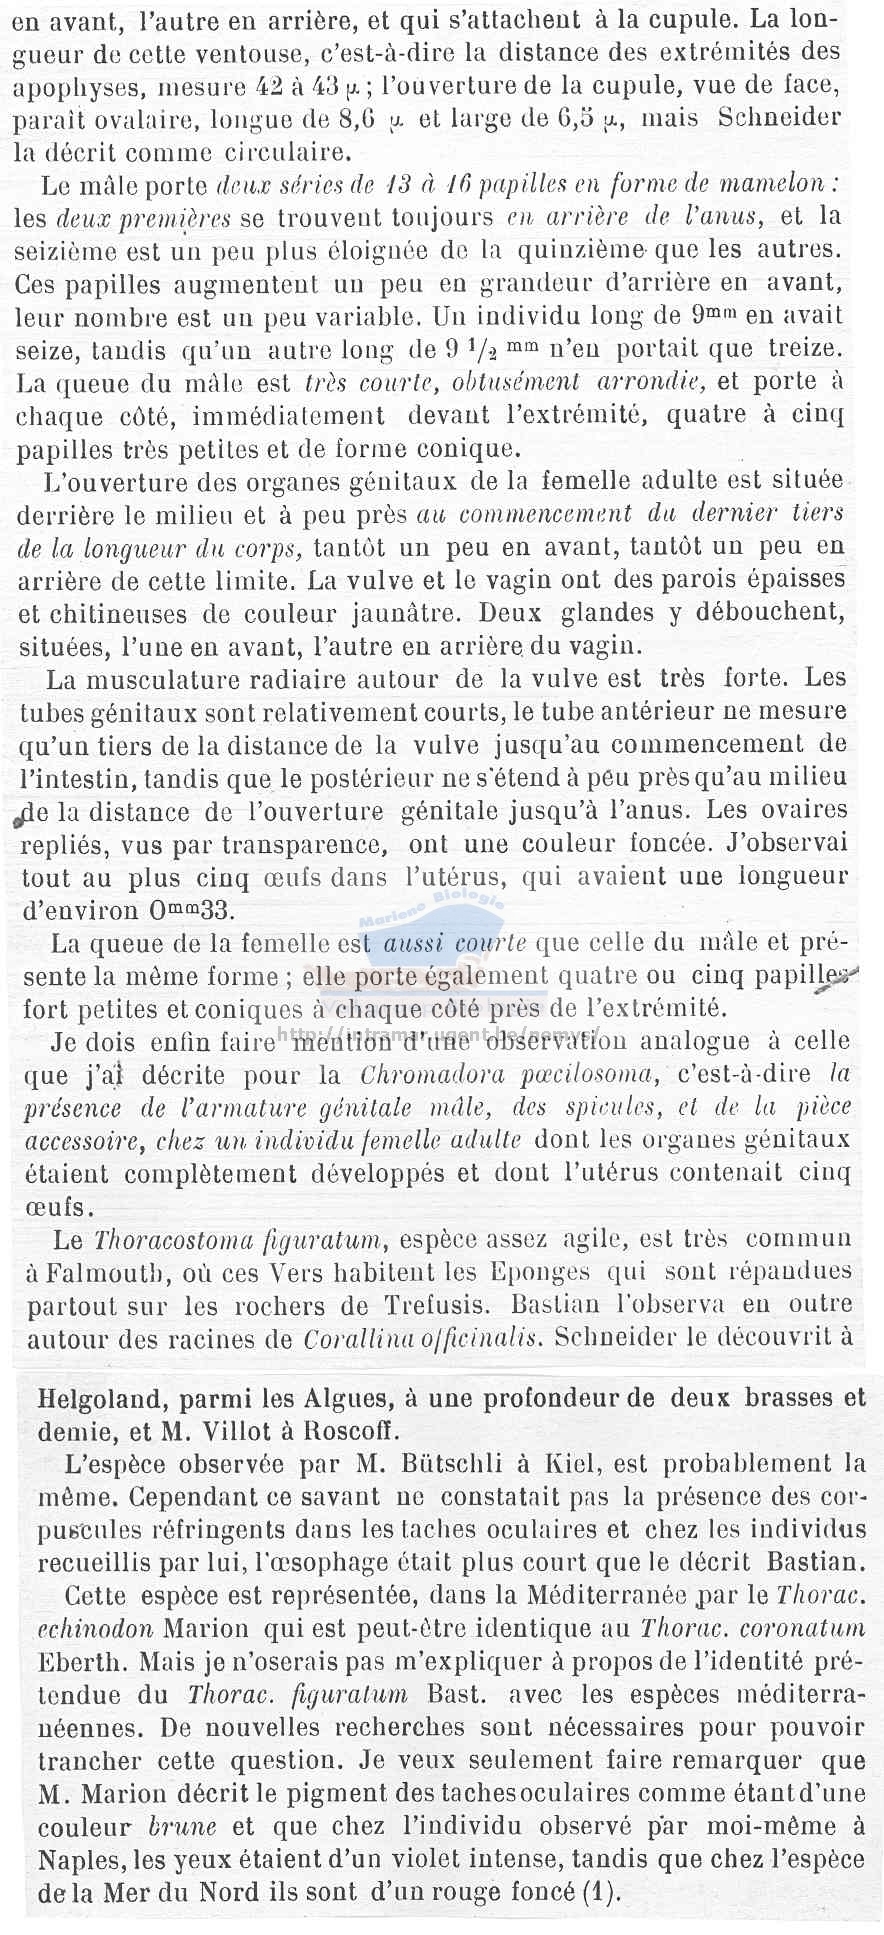 en avant, l'autre en arrière, et qui s'attachent à la cupule. La lon-
gueur de cette ventouse, c'est-à-dire la distance des extrémités des
apophyses, mesure 42 à 43 µ; l'ouverture de la cupule, vue de face,
paraît ovalaire, longue de 8,6 µ et large de 6,5 µ, mais Schneider
la décrit comme circulaire.
Le mâle porte deux séries de 13 à 16 papilles en forme de mamelon :
les deux premières se trouvent toujours en arrière de l'anus, et la
seizième est un peu plus éloignée de la quinzième que les autres.
Ces papilles augmentent un peu en grandeur d'arrière en avant,
leur nombre est un peu variable. Un individu long de 9mm en avait
seize, tandis qu'un autre long de 9 1/2 mm n'en portait que treize.
La queue du mâle est très courte, obtusément arrondie, et porte à
chaque côté, immédiatement devant l'extrémité, quatre à cinq
papilles très petites et de forme conique.
L'ouverture des organes génitaux de la femelle adulte est située
derrière le milieu et à peu près au commencement du dernier tiers
de la longueur du corps, tantôt un peu en avant, tantôt un peu en
arrière de cette limite. La vulve et le vagin ont des parois épaisses
et chitineuses de couleur jaunâtre. Deux glandes y débouchent,
situées, l'une en avant, l'autre en arrière du vagin.
La musculature radiaire autour de la vulve est très forte. Les
tubes génitaux sont relativement courts, le tube antérieur ne mesure
qu'un tiers de la distance de la vulve jusqu'au commencement de
l'intestin, tandis que le postérieur ne s'étend à peu près qu'au milieu
de la distance de l'ouverture génitale jusqu'à l'anus. Les ovaires
repliés, vus par transparence, ont une couleur foncée. J'observai
tout au plus cinq œufs dans l'utérus, qui avaient une longueur
d'environ 0mm33.
Mariene Biologie
La queue de la femelle est aussi courte que celle du mâle et pré-
sente la même forme ; elle porte également quatre ou cinq papilles
fort petites et coniques à chaque côté près de l'extrémité.
http://intramar.ugent.be/nemys/
Je dois enfin faire mention d'une observation analogue à celle
que j'ai décrite pour la Chromadora pœcilosoma, c'est-à-dire la
présence de l'armature génitale mâle, des spicules, et de la pièce
accessoire, chez un individu femelle adulte dont les organes génitaux
étaient complètement développés et dont l'utérus contenait cinq
œufs.
Le Thoracostoma figuratum, espèce assez agile, est très commun
à Falmouth, où ces Vers habitent les Eponges qui sont répandues
partout sur les rochers de Trefusis. Bastian l'observa en outre
autour des racines de Corallina officinalis. Schneider le découvrit à
Helgoland, parmi les Algues, à une profondeur de deux brasses et
demie, et M. Villot à Roscoff.
L'espèce observée par M. Bütschli à Kiel, est probablement la
même. Cependant ce savant ne constatait pas la présence des cor-
puscules réfringents dans les taches oculaires et chez les individus
recueillis par lui, l'œsophage était plus court que le décrit Bastian.
Cette espèce est représentée, dans la Méditerranée par le Thorac.
echinodon Marion qui est peut-être identique au Thorac. coronatum
Eberth. Mais je n'oserais pas m'expliquer à propos de l'identité pré-
tendue du Thorac. figuratum Bast. avec les espèces méditerra-
néennes. De nouvelles recherches sont nécessaires pour pouvoir
trancher cette question. Je veux seulement faire remarquer que
M. Marion décrit le pigment des taches oculaires comme étant d'une
couleur brune et que chez l'individu observé par moi-même à
Naples, les yeux étaient d'un violet intense, tandis que chez l'espèce
de la Mer du Nord ils sont d'un rouge foncé (1).